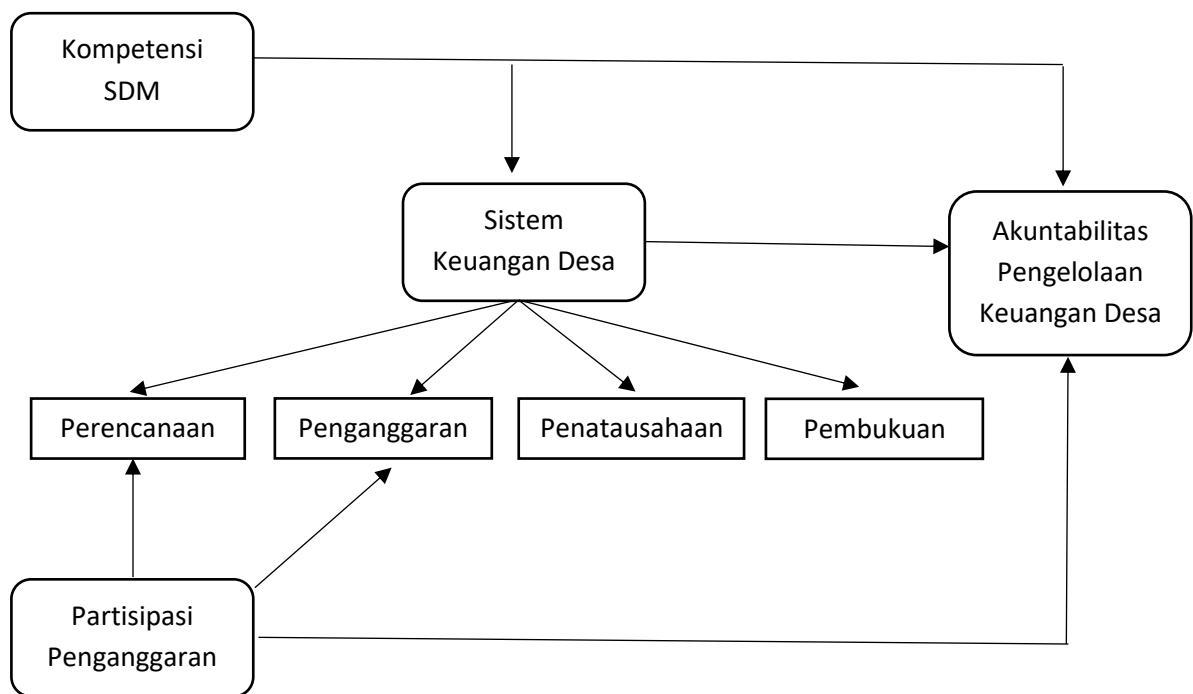 Kompetensi
SDM
Sistem
Keuangan Desa
Akuntabilitas
Pengelolaan
Keuangan Desa
Perencanaan
Penganggaran
Penatausahaan
Pembukuan
Partisipasi
Penganggaran